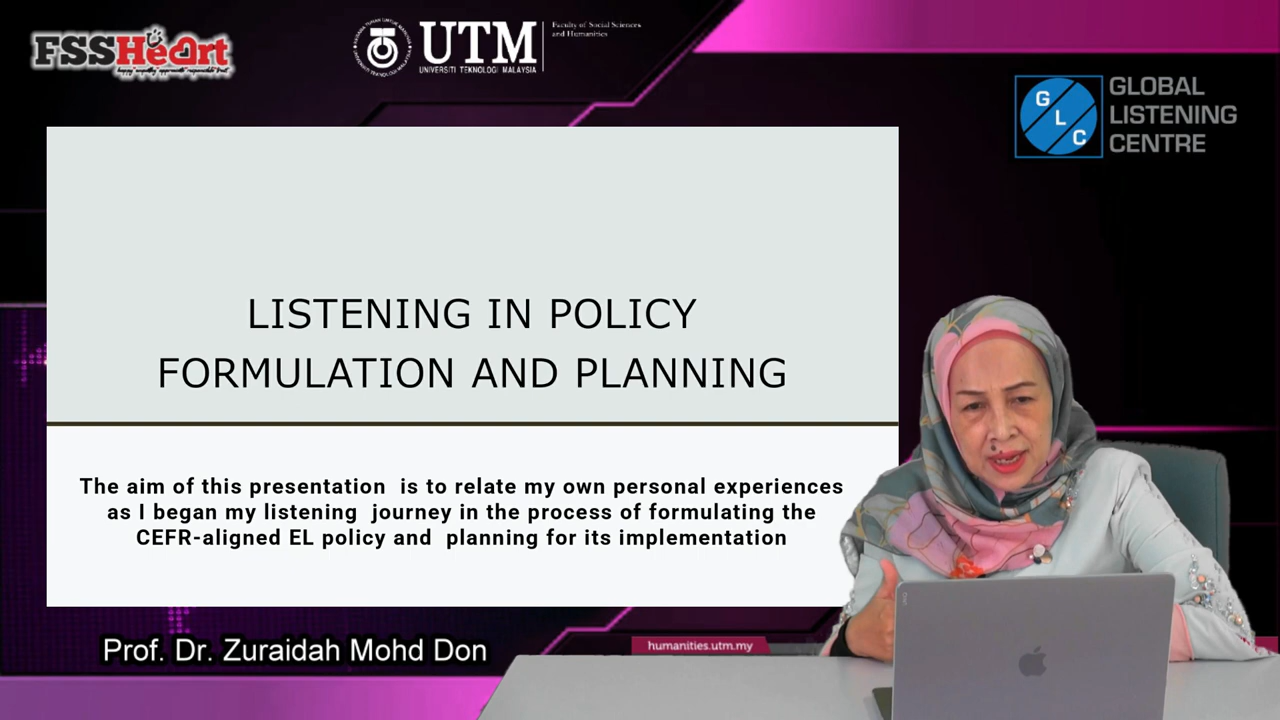 FSSHeart
UTM
UNIVERSITI TEKNOLOGI MALAYSIA
Faculty of Social Sciences
and Humanities
GLOBAL
LISTENING
CENTRE
G
L
C
LISTENING IN POLICY
FORMULATION AND PLANNING
The aim of this presentation is to relate my own personal experiences
as I began my listening journey in the process of formulating the
CEFR-aligned EL policy and planning for its implementation
Prof. Dr. Zuraidah Mohd Don
humanities.utm.my